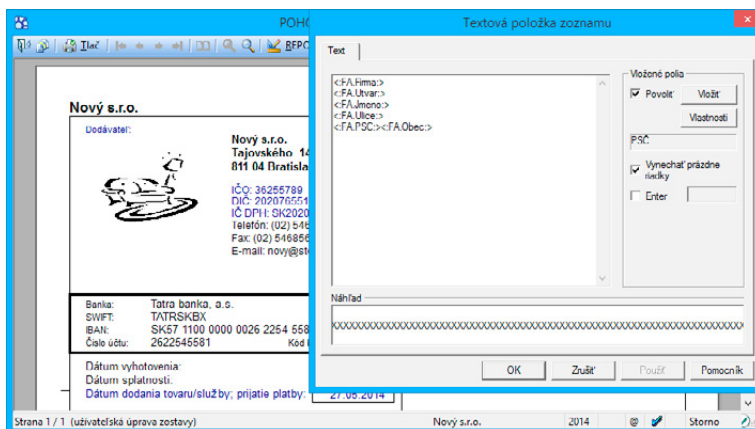 Textová položka zoznamu
Tlač
Text
<:FA.Firma:>
<:FA.Utvar:>
<:FA.Jmeno:>
<:FA.Ulice:>
<:FA.PSC:><:FA.Obec:>
Vložené polia
Povoliť
Vložiť
Vlastnosti
PSČ
Vynechať prázdne
riadky
Enter
Náhľad
OK
Zrušiť
Použiť
Pomocník
Nový s.r.o.
Dodávateľ:
Nový s.r.o.
Tajovského 14
811 04 Bratisla
IČO: 36255789
DIČ: 202076551
IČ DPH: SK2020
Telefón: (02) 546
Fax: (02) 546856
E-mail: novy@st
Banka: Tatra banka, a.s.
SWIFT: TATRSKBX
IBAN: SK57 1100 0000 0026 2254 558
Číslo účtu: 2622545581 Kód
Dátum vyhotovenia:
Dátum splatnosti:
Dátum dodania tovaru/služby; prijatie platby: 27.05.2014
Strana 1 / 1 (užívateľská úprava zostavy) Nový s.r.o. 2014 @ Storno